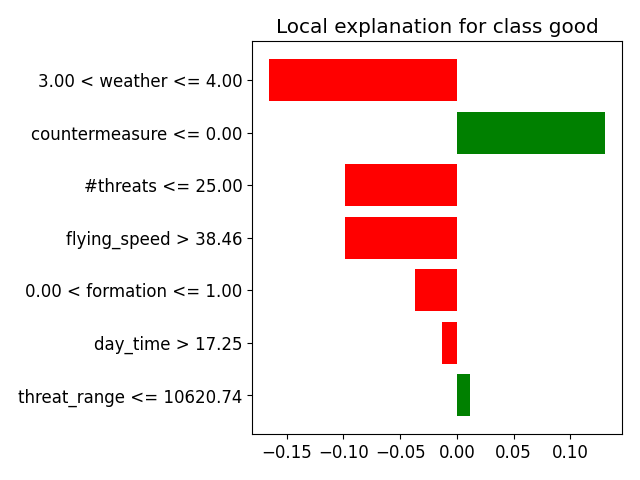 Local explanation for class good
3.00 < weather <= 4.00
countermeasure <= 0.00
#threats <= 25.00
flying_speed > 38.46
0.00 < formation <= 1.00
day_time > 17.25
threat_range <= 10620.74
−0.15 −0.10 −0.05 0.00 0.05 0.10